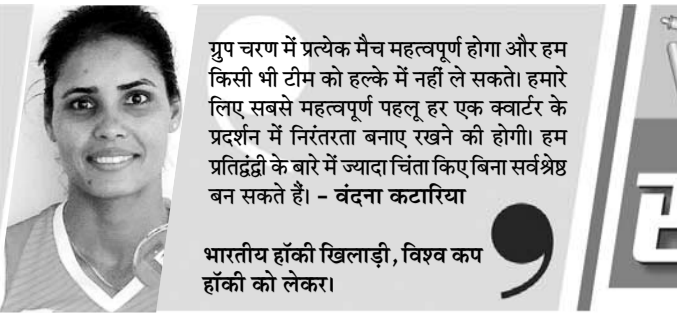 ग्रुप चरण में प्रत्येक मैच महत्वपूर्ण होगा और हम
किसी भी टीम को हल्के में नहीं ले सकते। हमारे
लिए सबसे महत्वपूर्ण पहलू हर एक क्वार्टर के
प्रदर्शन में निरंतरता बनाए रखने की होगी। हम
प्रतिद्वंद्वी के बारे में ज्यादा चिंता किए बिना सर्वश्रेष्ठ
बन सकते हैं। - वंदना कटारिया
भारतीय हॉकी खिलाड़ी, विश्व कप
हॉकी को लेकर।